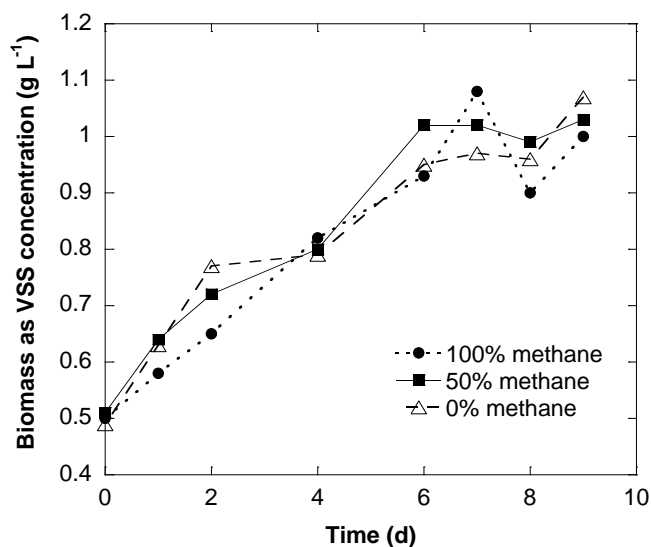 Biomass as VSS concentration (g L⁻¹)
1.2
1.1
1
0.9
0.8
0.7
0.6
0.5
0.4
100% methane
50% methane
0% methane
0 2 4 6 8 10
Time (d)